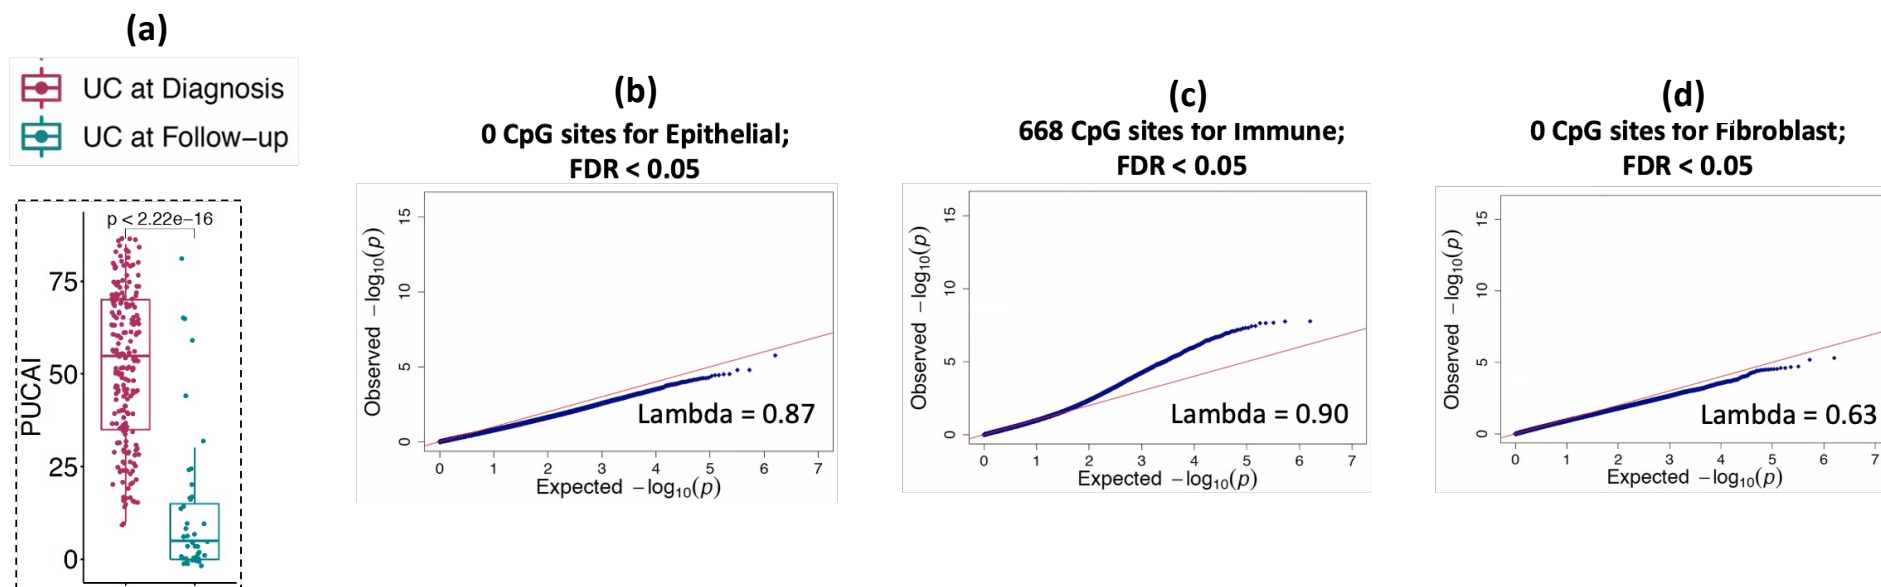 (a)
UC at Diagnosis
UC at Follow-up
p < 2.22e-16
PUCAI
75
50
25
0
(b)
0 CpG sites for Epithelial;
FDR < 0.05
Observed -log10(p)
15
10
5
0
Lambda = 0.87
0 1 2 3 4 5 6 7
Expected -log10(p)
(c)
668 CpG sites for Immune;
FDR < 0.05
Observed -log10(p)
15
10
5
0
Lambda = 0.90
0 1 2 3 4 5 6 7
Expected -log10(p)
(d)
0 CpG sites for Fibroblast;
FDR < 0.05
Observed -log10(p)
15
10
5
0
Lambda = 0.63
0 1 2 3 4 5 6 7
Expected -log10(p)